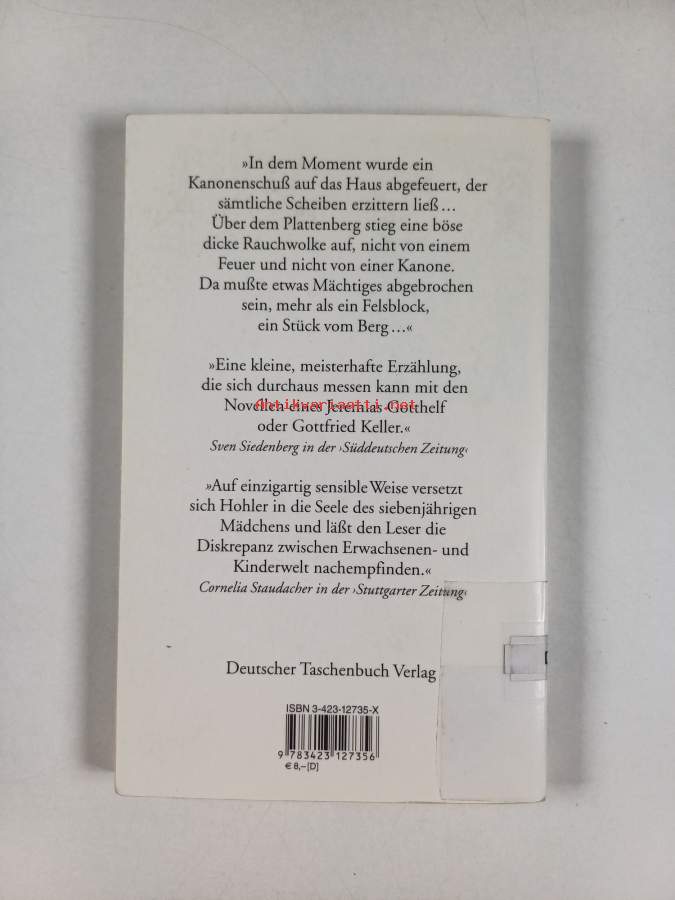 »In dem Moment wurde ein
Kanonenschuß auf das Haus abgefeuert, der
sämtliche Scheiben erzittern ließ…
Über dem Plattenberg stieg eine böse
dicke Rauchwolke auf, nicht von einem
Feuer und nicht von einer Kanone.
Da mußte etwas Mächtiges abgebrochen
sein, mehr als ein Felsblock,
ein Stück vom Berg…«
»Eine kleine, meisterhafte Erzählung,
die sich durchaus messen kann mit den
Novellen eines Jeremias Gotthelf
Antikvariaatti.net
oder Gottfried Keller.«
Sven Siedenberg in der ›Süddeutschen Zeitung‹
»Auf einzigartig sensible Weise versetzt
sich Hohler in die Seele des siebenjährigen
Mädchens und läßt den Leser die
Diskrepanz zwischen Erwachsenen- und
Kinderwelt nachempfinden.«
Cornelia Staudacher in der ›Stuttgarter Zeitung‹
Deutscher Taschenbuch Verlag
ISBN 3-423-12735-X
9 783423 127356
€ 8,– [D]